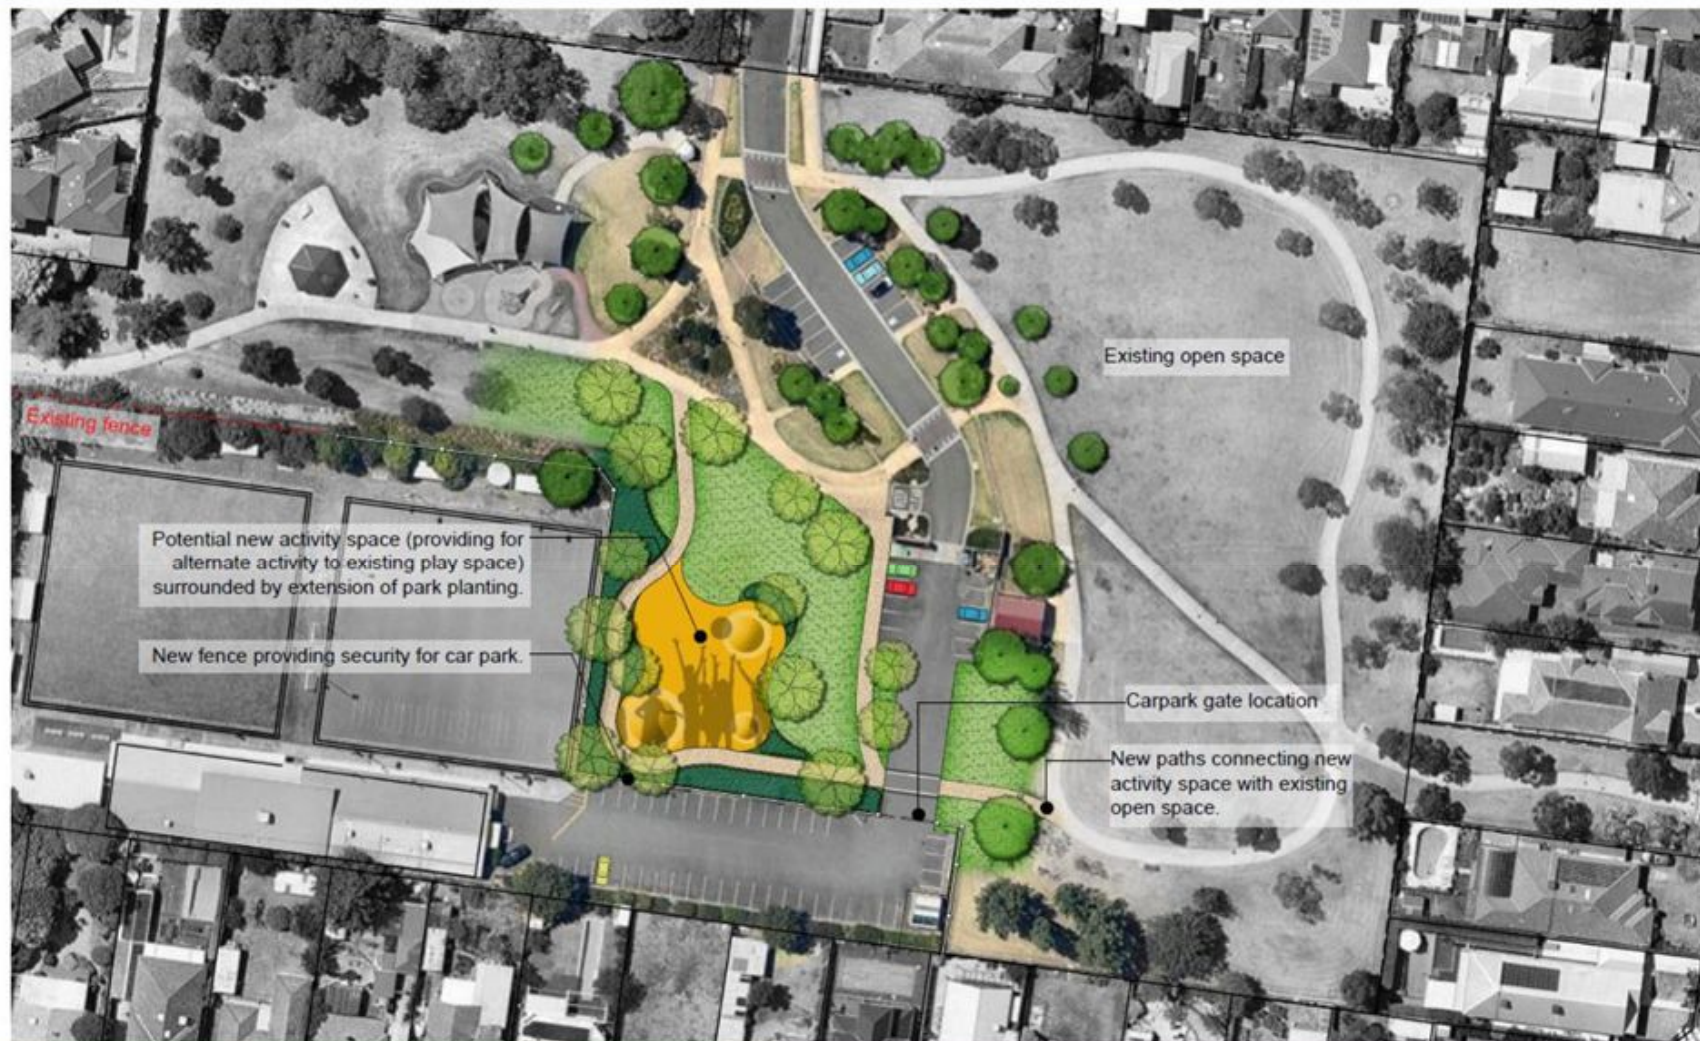 Existing open space
Existing fence
Potential new activity space (providing for
alternate activity to existing play space)
surrounded by extension of park planting.
New fence providing security for car park.
Carpark gate location
New paths connecting new
activity space with existing
open space.